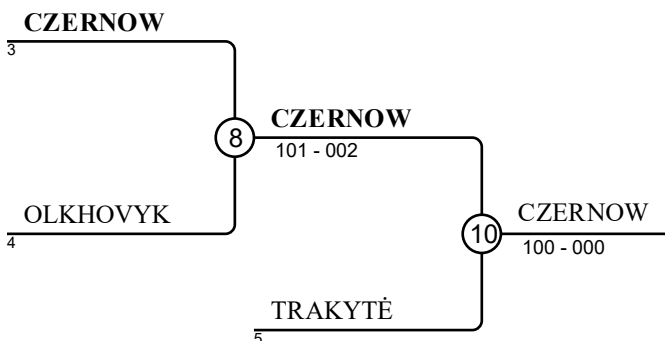 CZERNOW
3
8
CZERNOW
101 - 002
OLKHOVYK
4
10
CZERNOW
100 - 000
TRAKYTĖ
5